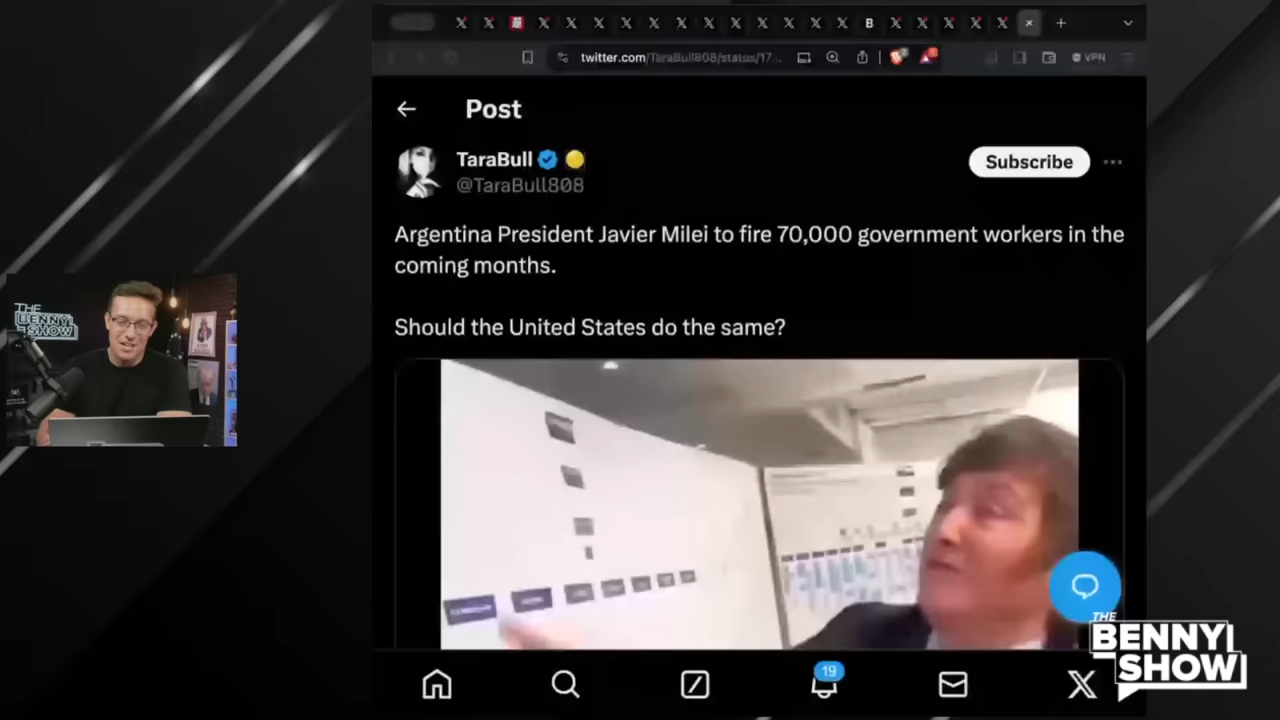 twitter.com/TaraBull808/status/17...
VPN
Post
TaraBull
@TaraBull808
Subscribe
Argentina President Javier Milei to fire 70,000 government workers in the
coming months.
Should the United States do the same?
THE
BENNY
SHOW
19
THE
BENNY
SHOW